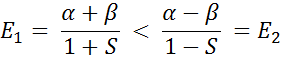 E₁ = (α + β)/(1 + S) < (α − β)/(1 − S) = E₂